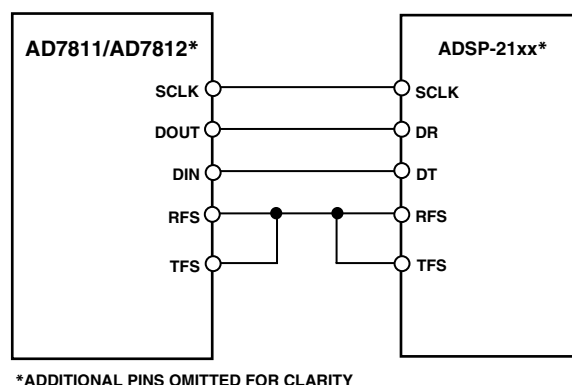 AD7811/AD7812*
ADSP-21xx*
SCLK
SCLK
DOUT
DR
DIN
DT
RFS
RFS
TFS
TFS
*ADDITIONAL PINS OMITTED FOR CLARITY